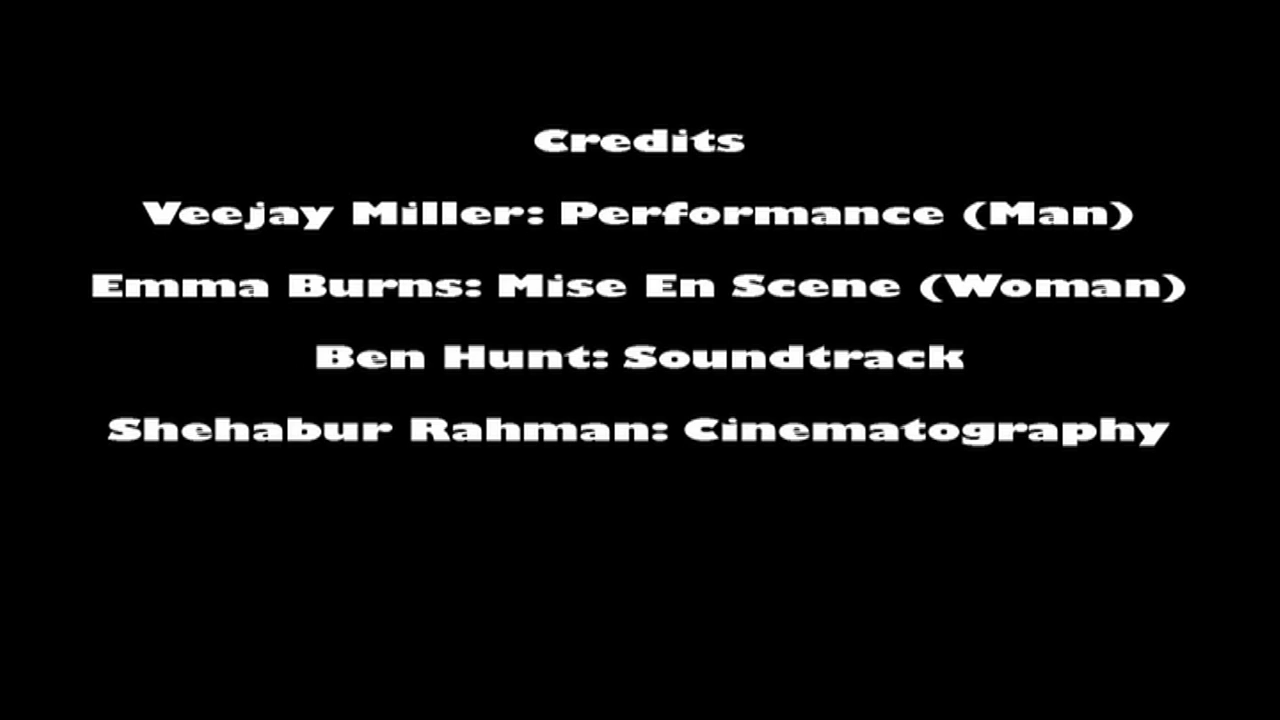 Credits
Veejay Miller: Performance (Man)
Emma Burns: Mise En Scene (Woman)
Ben Hunt: Soundtrack
Shehabur Rahman: Cinematography